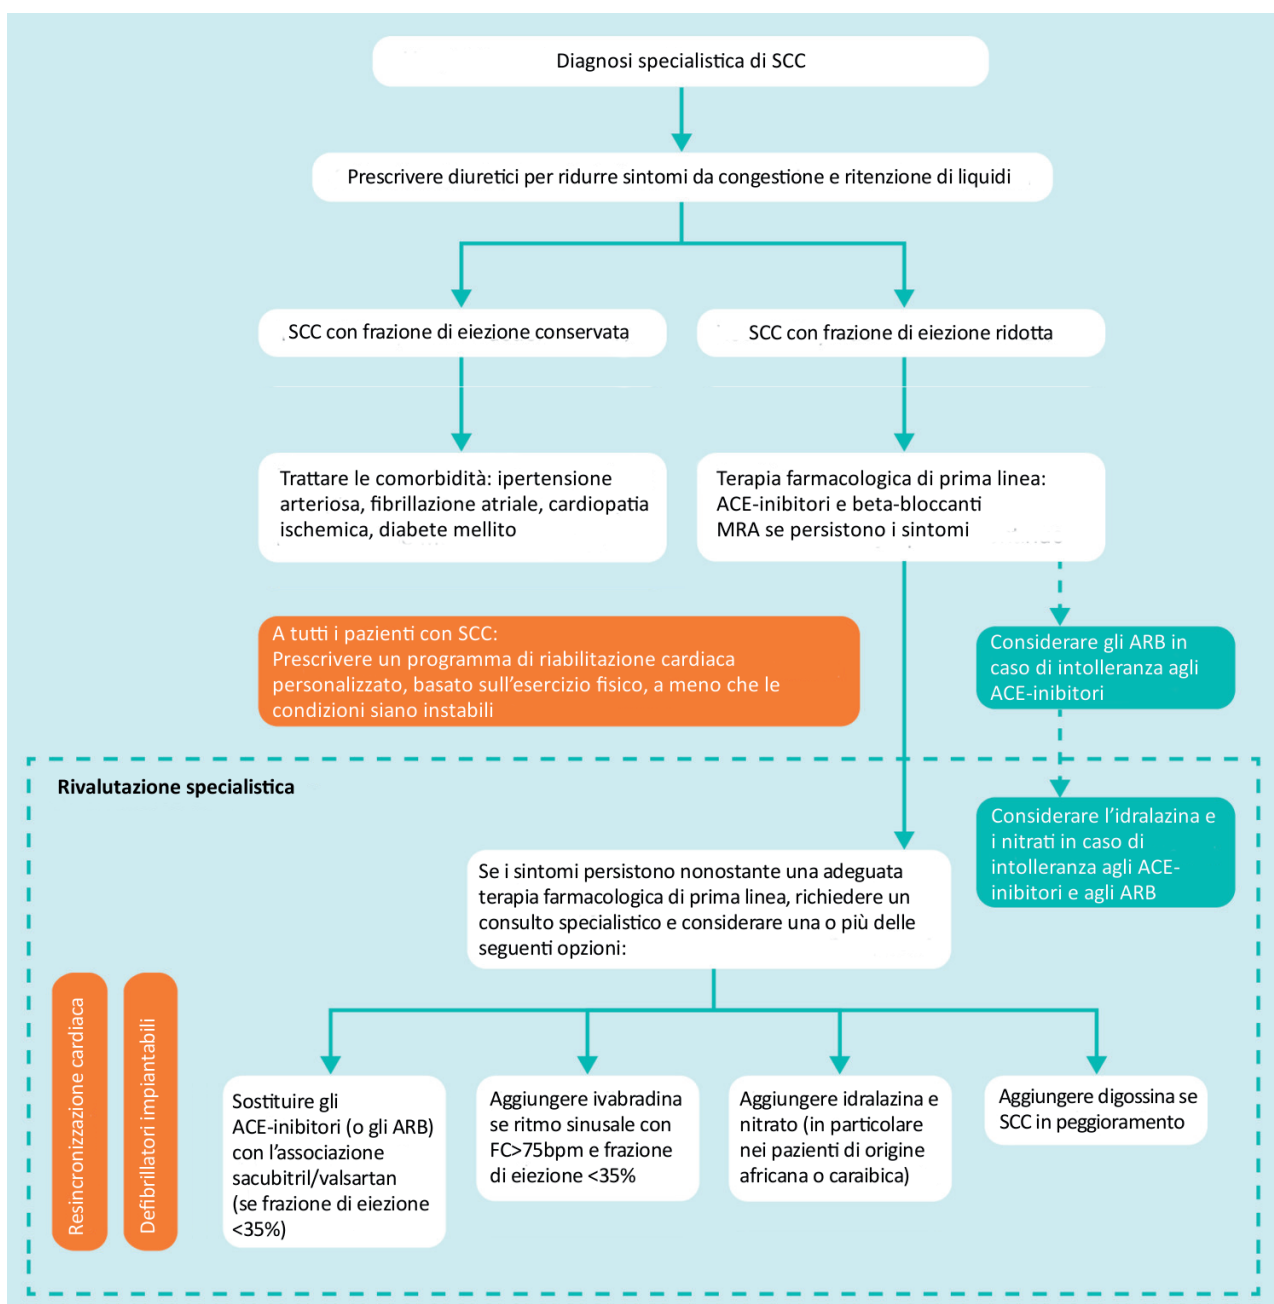 Diagnosi specialistica di SCC
Prescrivere diuretici per ridurre sintomi da congestione e ritenzione di liquidi
SCC con frazione di eiezione conservata
SCC con frazione di eiezione ridotta
Trattare le comorbidità: ipertensione
arteriosa, fibrillazione atriale, cardiopatia
ischemica, diabete mellito
Terapia farmacologica di prima linea:
ACE-inibitori e beta-bloccanti
MRA se persistono i sintomi
A tutti i pazienti con SCC:
Prescrivere un programma di riabilitazione cardiaca
personalizzato, basato sull’esercizio fisico, a meno che le
condizioni siano instabili
Considerare gli ARB in
caso di intolleranza agli
ACE-inibitori
Rivalutazione specialistica
Considerare l’idralazina e
i nitrati in caso di
intolleranza agli ACE-
inibitori e agli ARB
Se i sintomi persistono nonostante una adeguata
terapia farmacologica di prima linea, richiedere un
consulto specialistico e considerare una o più delle
seguenti opzioni:
Resincronizzazione cardiaca
Defibrillatori impiantabili
Sostituire gli
ACE-inibitori (o gli ARB)
con l’associazione
sacubitril/valsartan
(se frazione di eiezione
<35%)
Aggiungere ivabradina
se ritmo sinusale con
FC>75bpm e frazione
di eiezione <35%
Aggiungere idralazina e
nitrato (in particolare
nei pazienti di origine
africana o caraibica)
Aggiungere digossina se
SCC in peggioramento